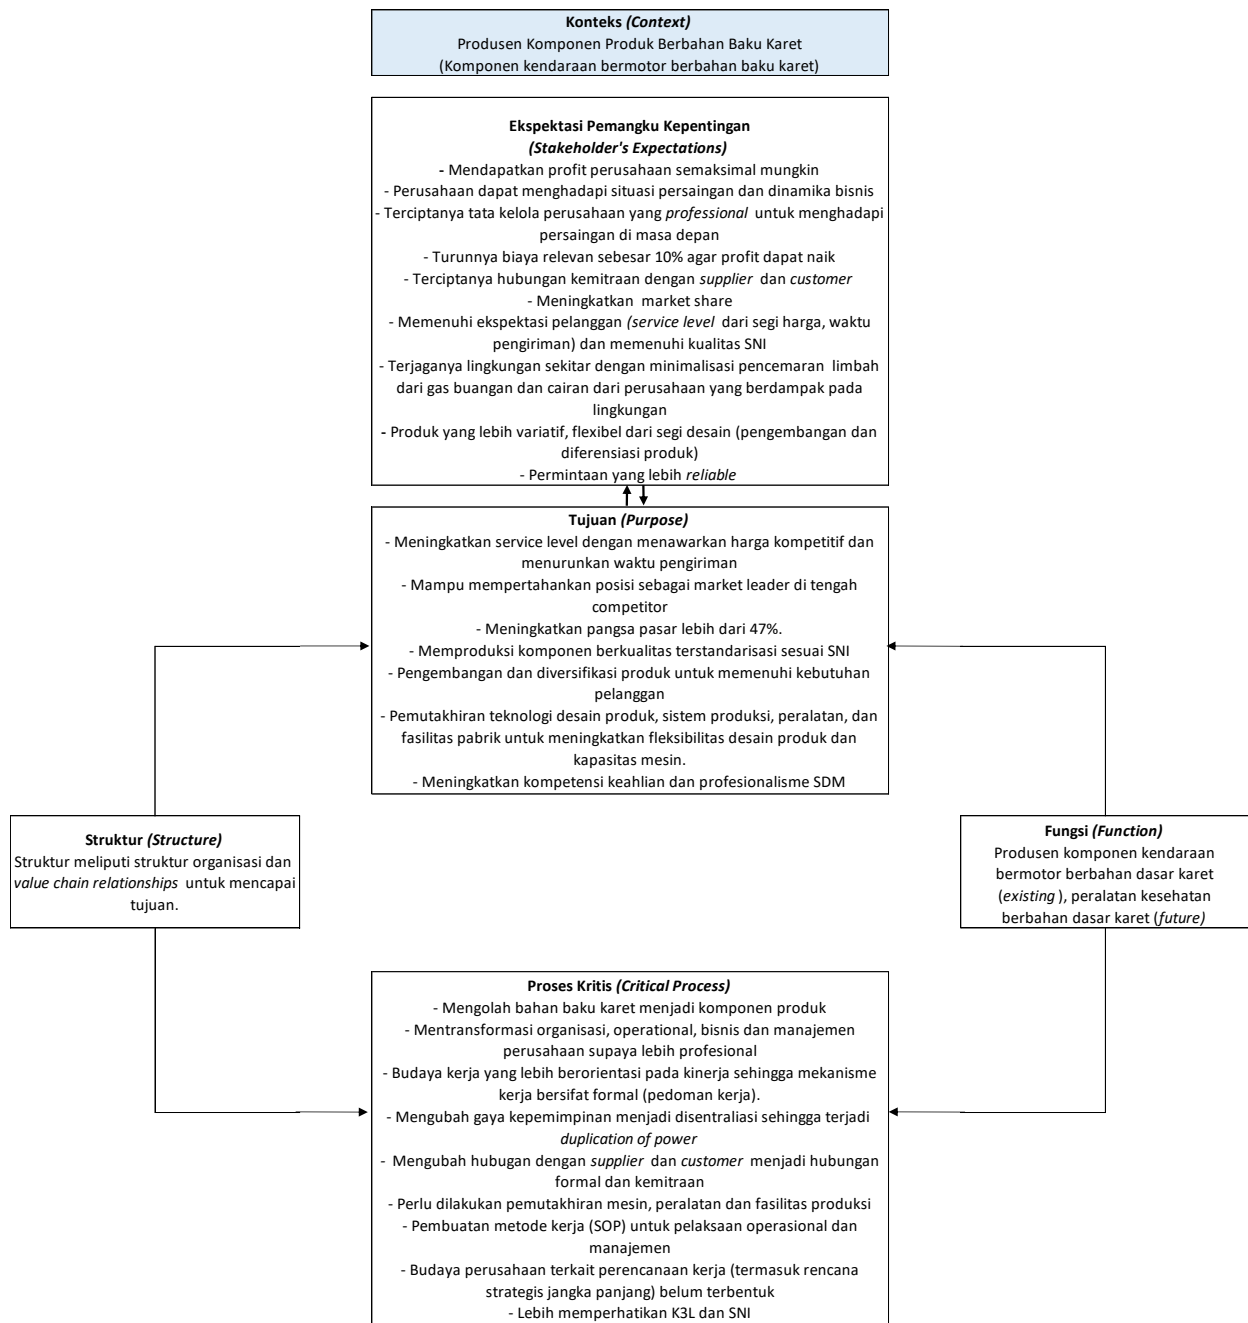 Konteks (Context)
Produsen Komponen Produk Berbahan Baku Karet
(Komponen kendaraan bermotor berbahan baku karet)
Ekspektasi Pemangku Kepentingan
(Stakeholder's Expectations)
- Mendapatkan profit perusahaan semaksimal mungkin
- Perusahaan dapat menghadapi situasi persaingan dan dinamika bisnis
- Terciptanya tata kelola perusahaan yang professional untuk menghadapi
persaingan di masa depan
- Turunnya biaya relevan sebesar 10% agar profit dapat naik
- Terciptanya hubungan kemitraan dengan supplier dan customer
- Meningkatkan market share
- Memenuhi ekspektasi pelanggan (service level dari segi harga, waktu
pengiriman) dan memenuhi kualitas SNI
- Terjaganya lingkungan sekitar dengan minimalisasi pencemaran limbah
dari gas buangan dan cairan dari perusahaan yang berdampak pada
lingkungan
- Produk yang lebih variatif, flexibel dari segi desain (pengembangan dan
diferensiasi produk)
- Permintaan yang lebih reliable
Tujuan (Purpose)
- Meningkatkan service level dengan menawarkan harga kompetitif dan
menurunkan waktu pengiriman
- Mampu mempertahankan posisi sebagai market leader di tengah
competitor
- Meningkatkan pangsa pasar lebih dari 47%.
- Memproduksi komponen berkualitas terstandarisasi sesuai SNI
- Pengembangan dan diversifikasi produk untuk memenuhi kebutuhan
pelanggan
- Pemutakhiran teknologi desain produk, sistem produksi, peralatan, dan
fasilitas pabrik untuk meningkatkan fleksibilitas desain produk dan
kapasitas mesin.
- Meningkatkan kompetensi keahlian dan profesionalisme SDM
Struktur (Structure)
Struktur meliputi struktur organisasi dan
value chain relationships untuk mencapai
tujuan.
Fungsi (Function)
Produsen komponen kendaraan
bermotor berbahan dasar karet
(existing ), peralatan kesehatan
berbahan dasar karet (future)
Proses Kritis (Critical Process)
- Mengolah bahan baku karet menjadi komponen produk
- Mentransformasi organisasi, operational, bisnis dan manajemen
perusahaan supaya lebih profesional
- Budaya kerja yang lebih berorientasi pada kinerja sehingga mekanisme
kerja bersifat formal (pedoman kerja).
- Mengubah gaya kepemimpinan menjadi disentraliasi sehingga terjadi
duplication of power
- Mengubah hubugan dengan supplier dan customer menjadi hubungan
formal dan kemitraan
- Perlu dilakukan pemutakhiran mesin, peralatan dan fasilitas produksi
- Pembuatan metode kerja (SOP) untuk pelaksaan operasional dan
manajemen
- Budaya perusahaan terkait perencanaan kerja (termasuk rencana
strategis jangka panjang) belum terbentuk
- Lebih memperhatikan K3L dan SNI